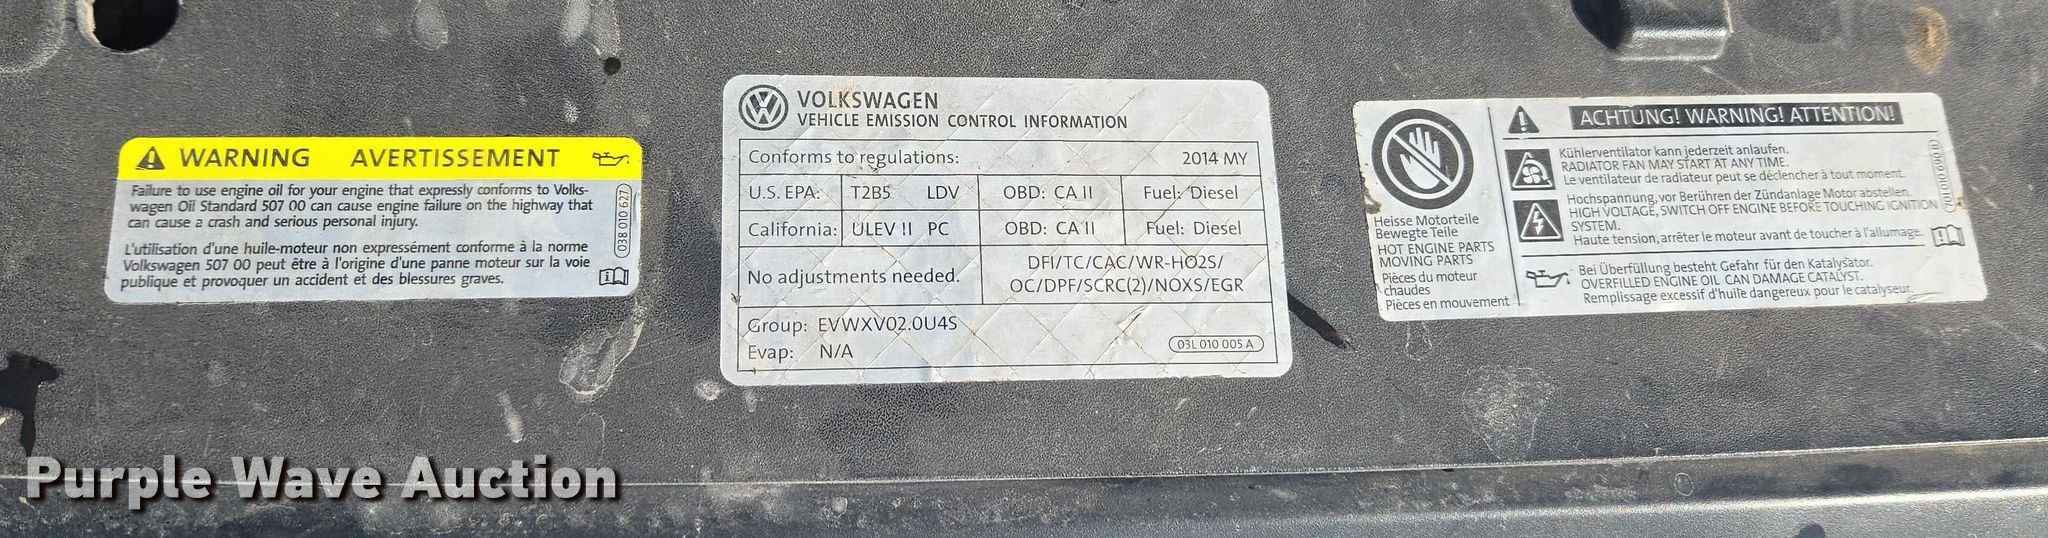 WARNING AVERTISSEMENT
Failure to use engine oil for your engine that expressly conforms to Volks-
wagen Oil Standard 507 00 can cause engine failure on the highway that
can cause a crash and serious personal injury.
L'utilisation d'une huile-moteur non expressément conforme à la norme
Volkswagen 507 00 peut être à l'origine d'une panne moteur sur la voie
publique et provoquer un accident et des blessures graves.
038 010 627
VOLKSWAGEN
VEHICLE EMISSION CONTROL INFORMATION
Conforms to regulations: 2014 MY
U.S. EPA: T2B5 LDV OBD: CA II Fuel: Diesel
California: ULEV II PC OBD: CA II Fuel: Diesel
No adjustments needed.
DFI/TC/CAC/WR-HO2S/
OC/DPF/SCRC(2)/NOXS/EGR
Group: EVWXV02.0U4S
Evap: N/A
03L 010 005 A
Heisse Motorteile
Bewegte Teile
HOT ENGINE PARTS
MOVING PARTS
Pièces du moteur
chaudes
Pièces en mouvement
ACHTUNG! WARNING! ATTENTION!
Kühlerventilator kann jederzeit anlaufen.
RADIATOR FAN MAY START AT ANY TIME.
Le ventilateur de radiateur peut se déclencher à tout moment.
Hochspannung, vor Berühren der Zündanlage Motor abstellen.
HIGH VOLTAGE, SWITCH OFF ENGINE BEFORE TOUCHING IGNITION
SYSTEM.
Haute tension, arrêter le moteur avant de toucher à l'allumage.
Bei Überfüllung besteht Gefahr für den Katalysator.
OVERFILLED ENGINE OIL CAN DAMAGE CATALYST.
Remplissage excessif d'huile dangereux pour le catalyseur.
Purple Wave Auction